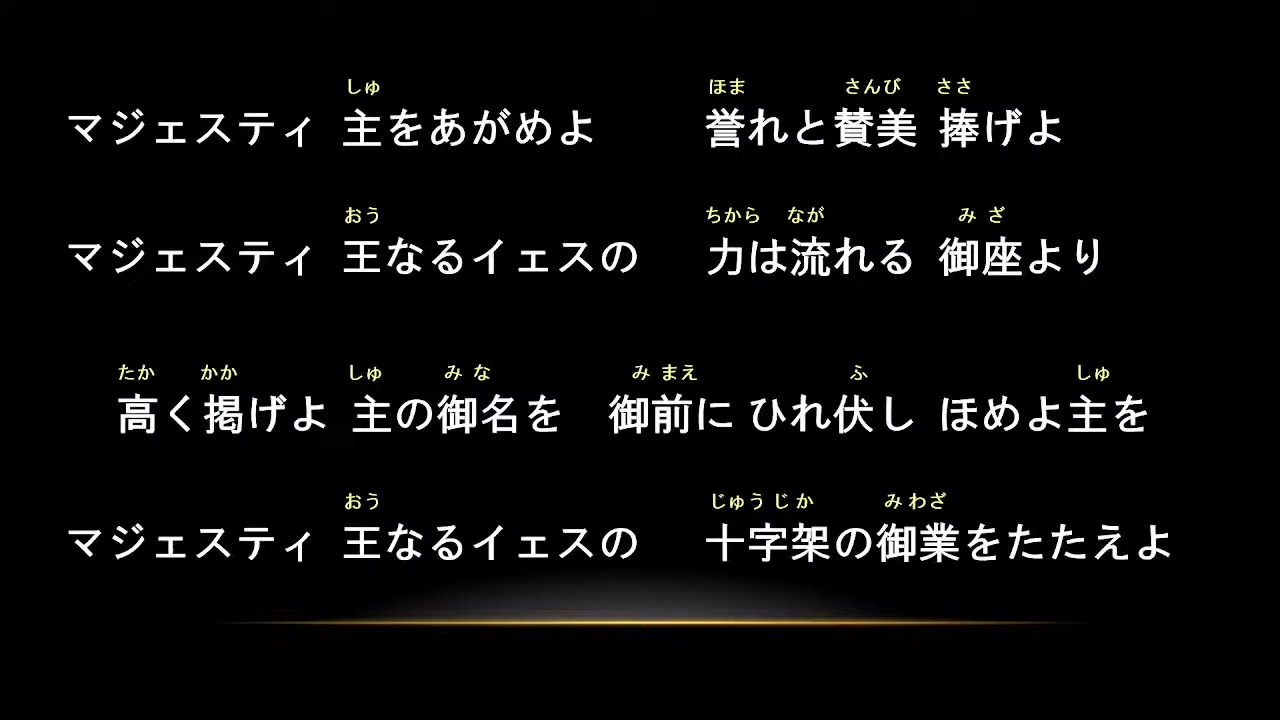 しゅ ほま さんび ささ
マジェスティ 主をあがめよ 誉れと賛美 捧げよ
おう ちから なが み ざ
マジェスティ 王なるイエスの 力は流れる 御座より
たか かか しゅ み な み まえ ふ しゅ
高く掲げよ 主の御名を 御前に ひれ伏し ほめよ主を
おう じゅう じ か み わざ
マジェスティ 王なるイエスの 十字架の御業をたたえよ